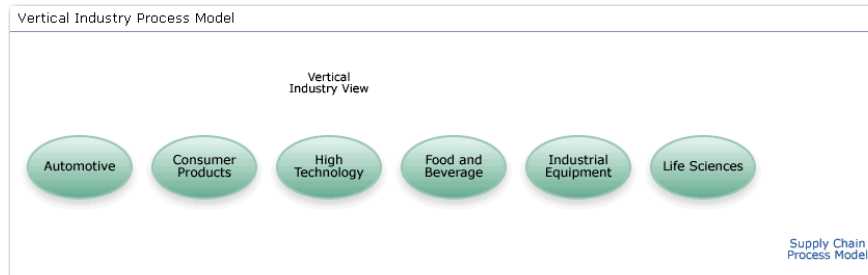 Vertical Industry Process Model
Vertical
Industry View
Automotive
Consumer
Products
High
Technology
Food and
Beverage
Industrial
Equipment
Life Sciences
Supply Chain
Process Model